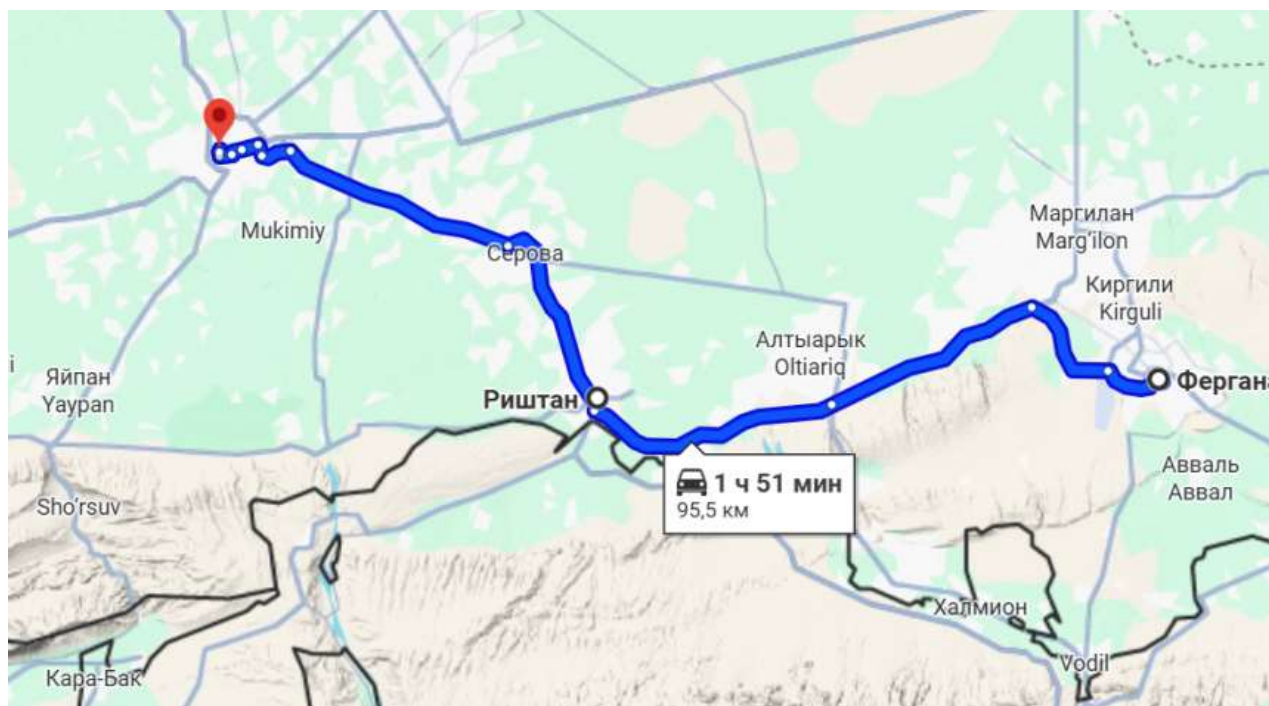 Маргилан
Marg'ilon
Mukimiy
Серова
Киргили
Kirguli
Алтыарык
Oltiariq
i
Яйпан
Yaypan
Риштан
Фергана
Авваль
Аввал
1 ч 51 мин
95,5 км
Sho'rsuv
Халмион
Vodil
Кара-Бак